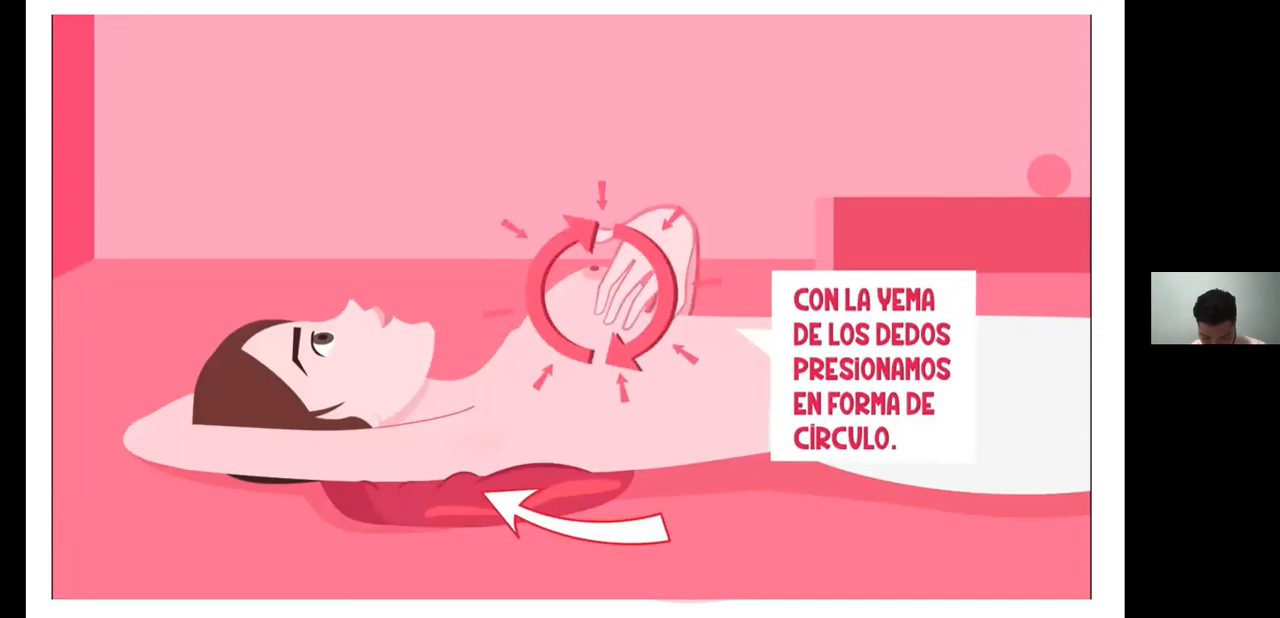 CON LA YEMA
DE LOS DEDOS
PRESIONAMOS
EN FORMA DE
CÍRCULO.